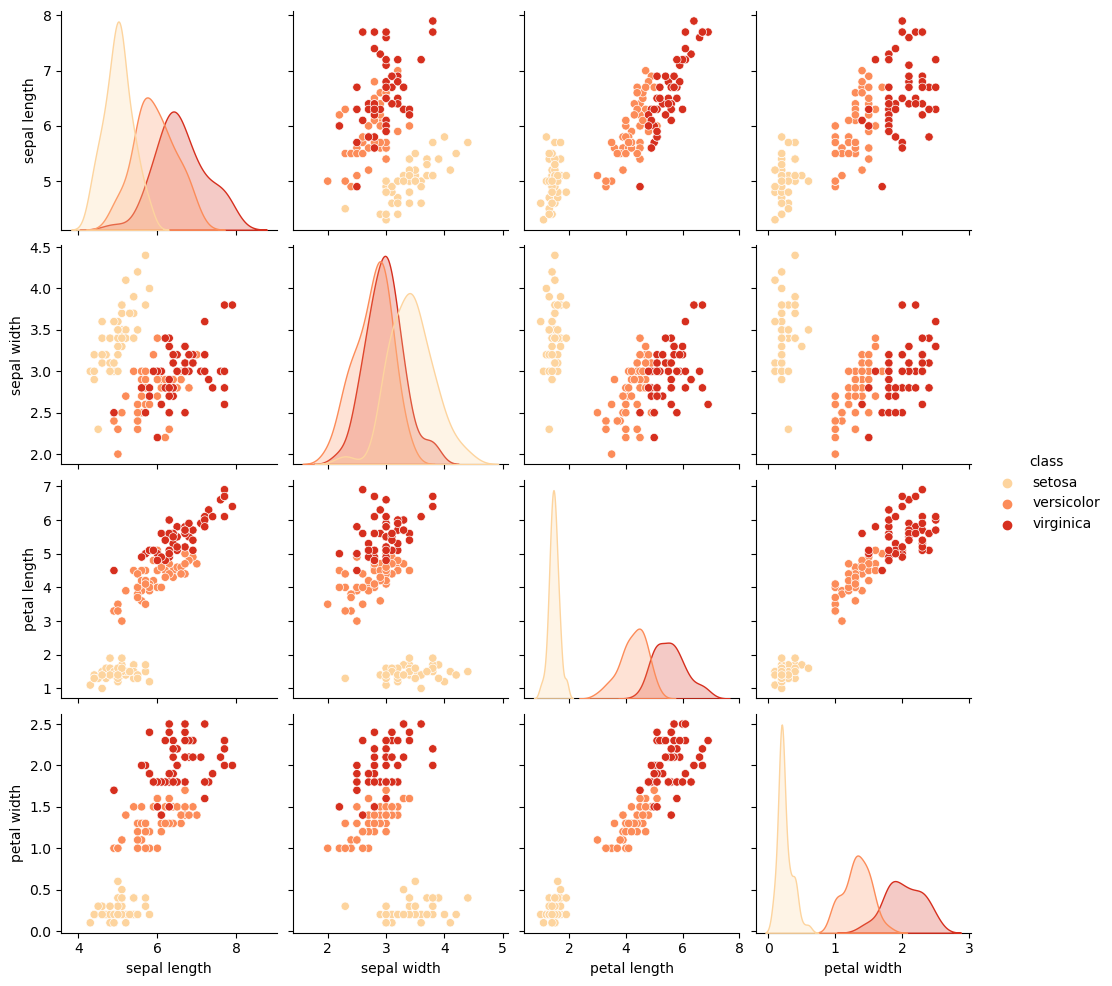 8
7
6
5
sepal length
4.5
4.0
3.5
3.0
2.5
2.0
sepal width
class
setosa
versicolor
virginica
7
6
5
4
3
2
1
petal length
2.5
2.0
1.5
1.0
0.5
0.0
petal width
4 6 8 2 3 4 5 2 4 6 8 0 1 2 3
sepal length sepal width petal length petal width